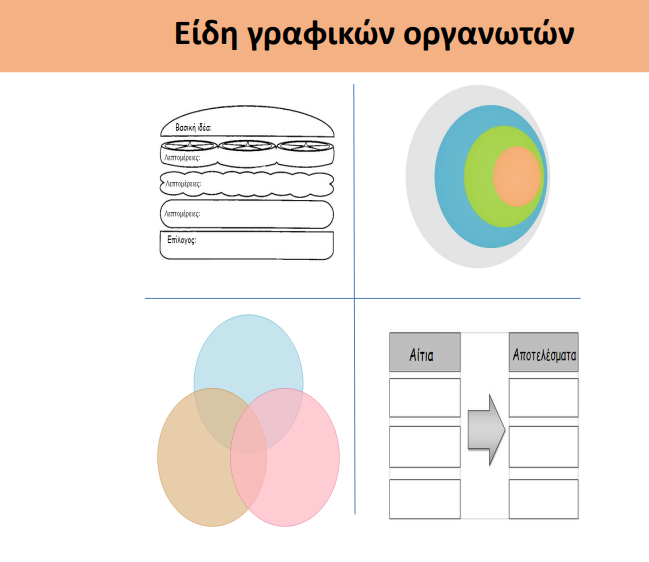 Είδη γραφικών οργανωτών
Βασική ιδέα:
Λεπτομέρειες:
Λεπτομέρειες:
Λεπτομέρειες:
Επίλογος:
Αίτια
Αποτελέσματα